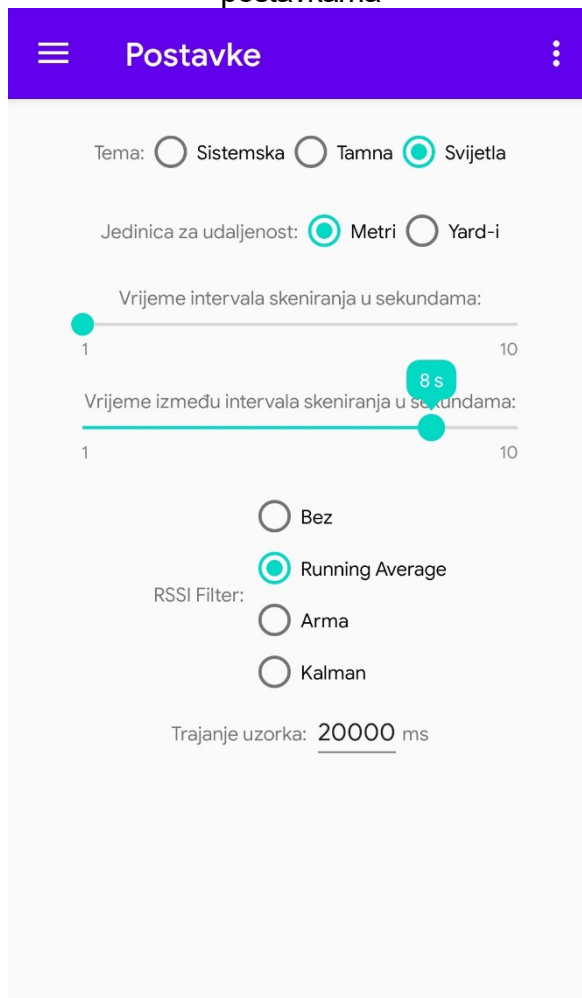 postavkama
Postavke
Tema: Sistemska Tamna Svijetla
Jedinica za udaljenost: Metri Yard-i
Vrijeme intervala skeniranja u sekundama:
1 10
8 s
Vrijeme između intervala skeniranja u sekundama:
1 10
Bez
Running Average
RSSI Filter:
Arma
Kalman
Trajanje uzorka: 20000 ms